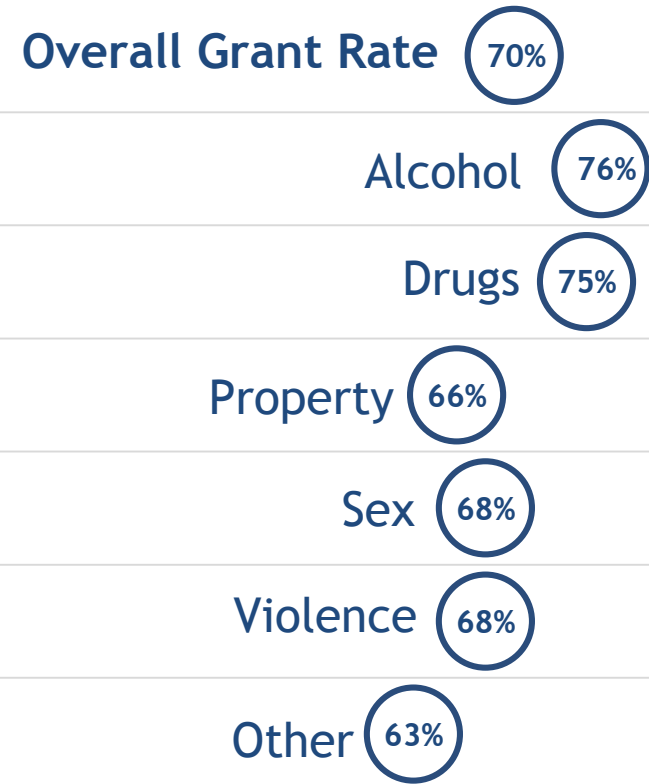 Overall Grant Rate 70%
Alcohol 76%
Drugs 75%
Property 66%
Sex 68%
Violence 68%
Other 63%